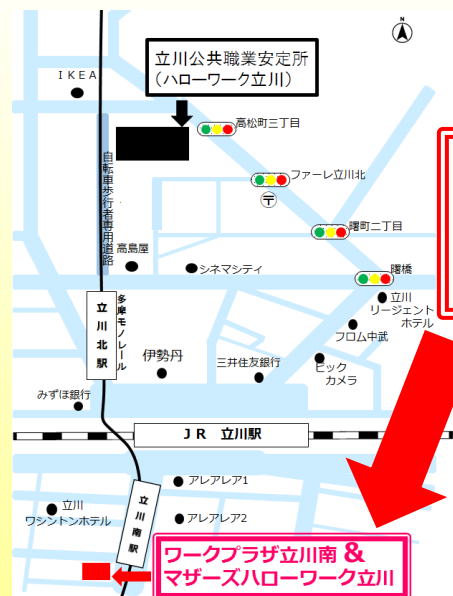 N
立川公共職業安定所
（ハローワーク立川）
IKEA
高松町三丁目
自転車歩行者専用道路
ファーレ立川北
〒
曙町二丁目
高島屋
シネマシティ
曙橋
立川
リージェント
ホテル
多摩モノレール
立川北駅
フロム中武
伊勢丹
三井住友銀行
ビック
カメラ
みずほ銀行
JR 立川駅
アレアレア1
立川
ワシントンホテル
立川南駅
アレアレア2
ワークプラザ立川南 &
マザーズハローワーク立川